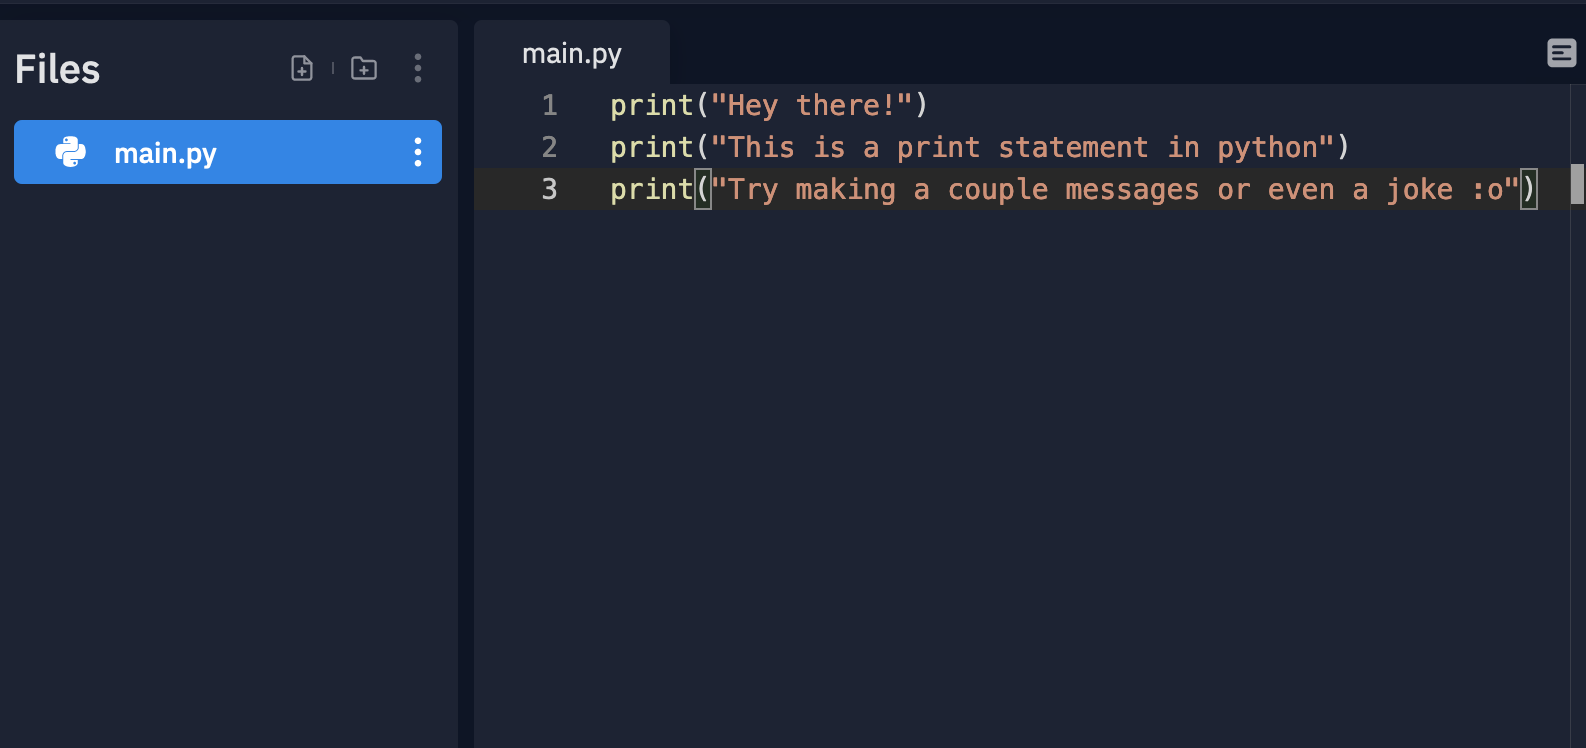 Files
main.py
main.py
1 print("Hey there!")
2 print("This is a print statement in python")
3 print("Try making a couple messages or even a joke :o")